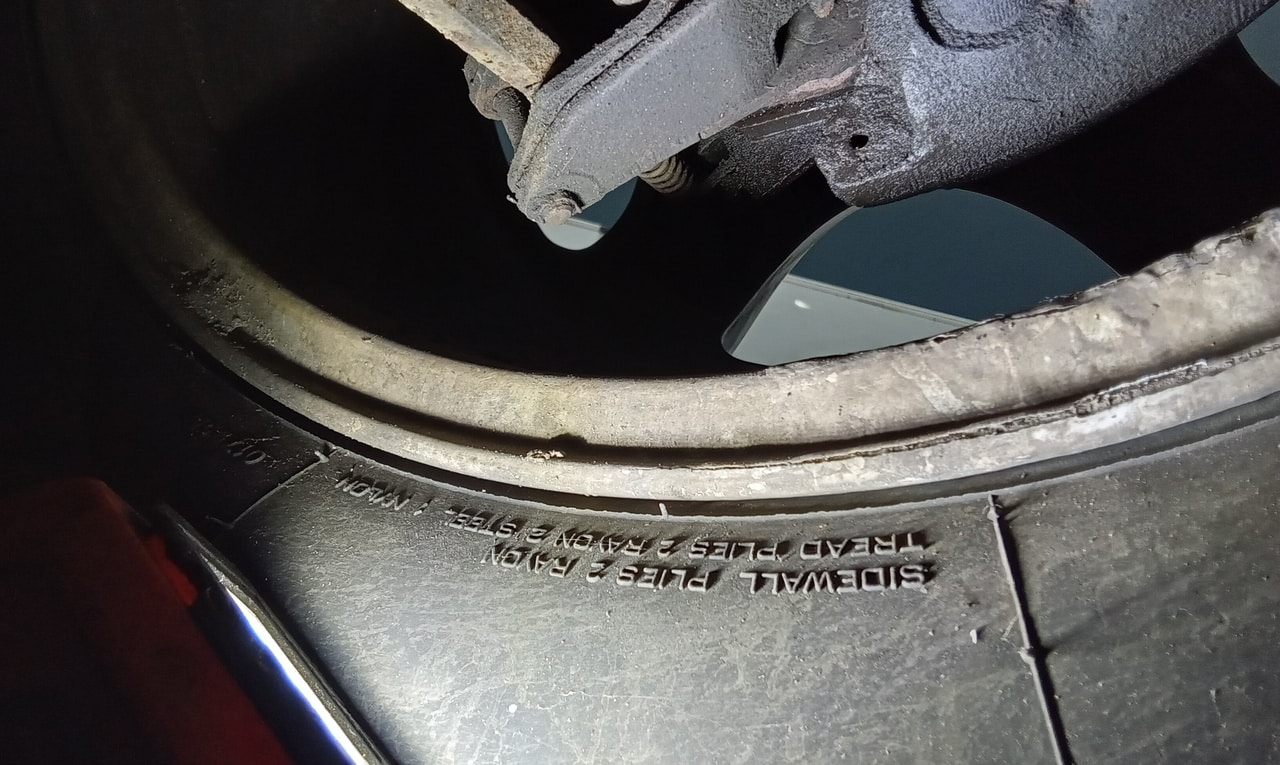 TREAD PLIES 2 RAYON 2 STEEL 1 NYLON
SIDEWALL PLIES 2 RAYON